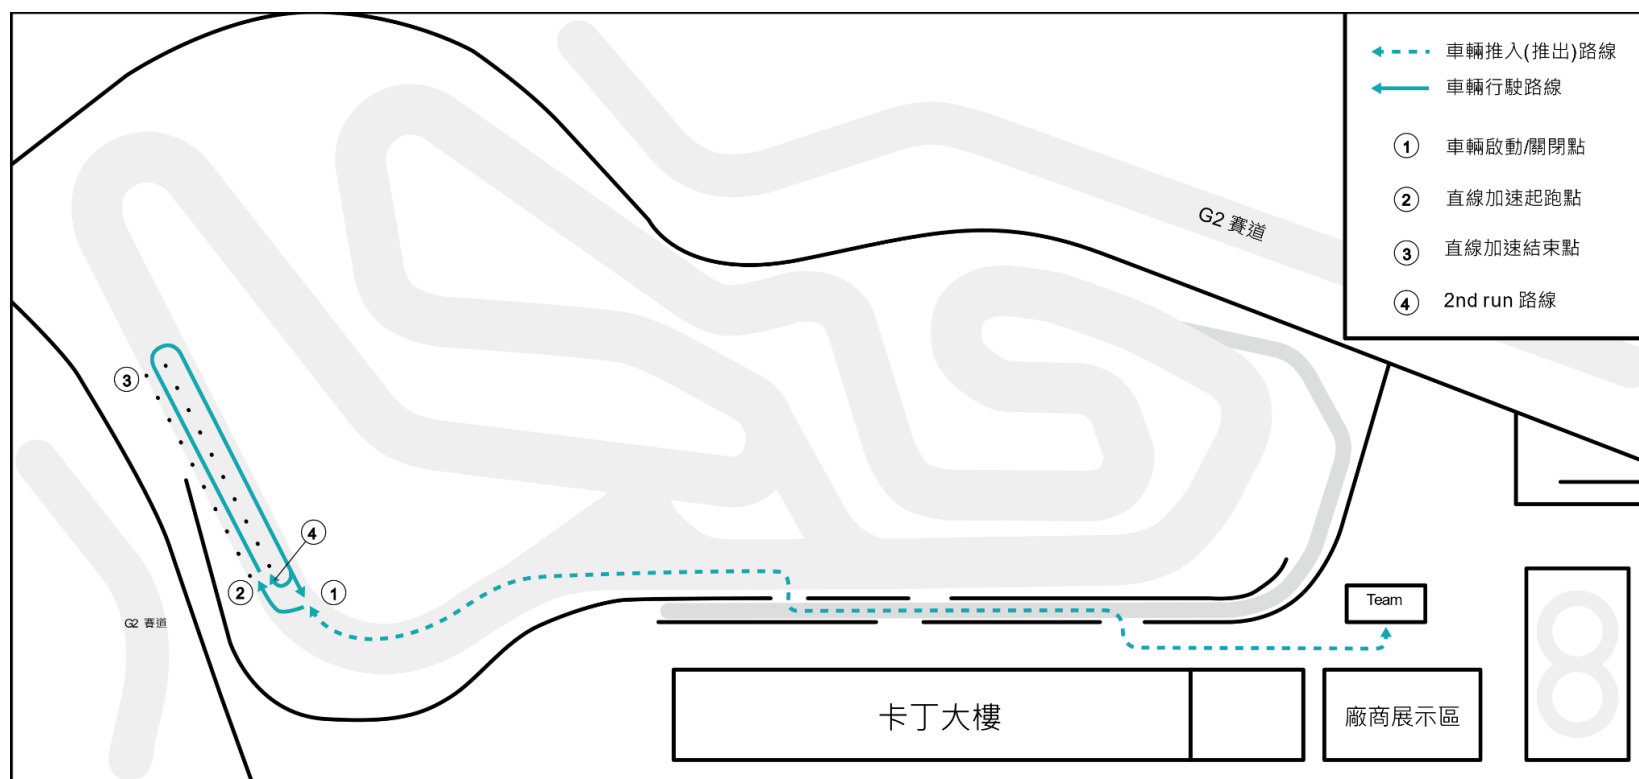 車輛推入(推出)路線
車輛行駛路線
1 車輛啟動/關閉點
2 直線加速起跑點
3 直線加速結束點
4 2nd run 路線
G2 賽道
3
4
2
1
G2 賽道
Team
卡丁大樓
廠商展示區